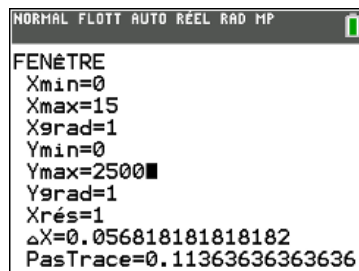 NORMAL FLOTT AUTO RÉEL RAD MP
FENÊTRE
Xmin=0
Xmax=15
Xgrad=1
Ymin=0
Ymax=2500
Ygrad=1
Xrés=1
△X=0.05681818181818182
PasTrace=0.11363636363636